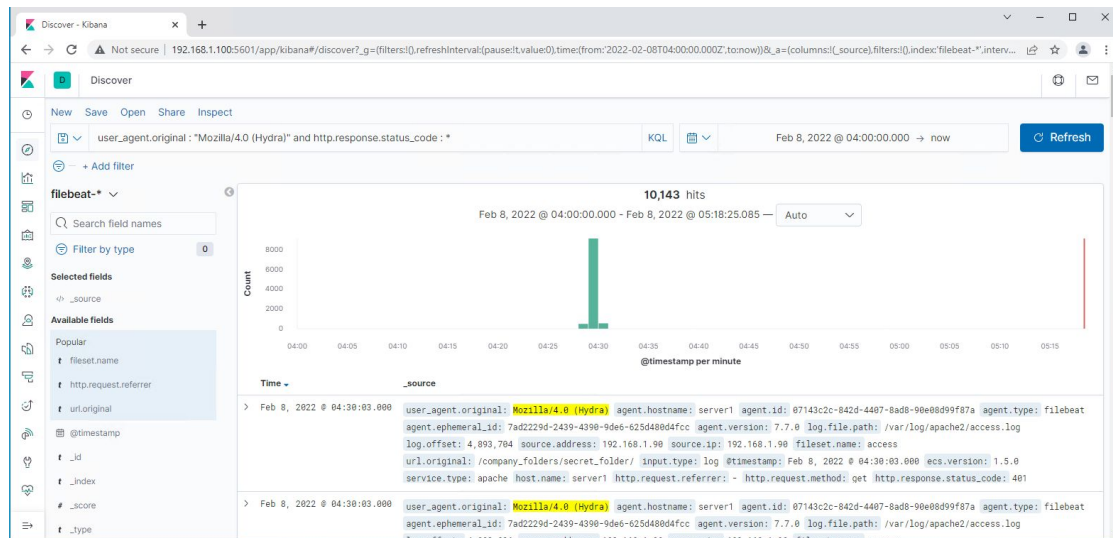 Discover - Kibana
Not secure | 192.168.1.100:5601/app/kibana#/discover?_g=(filters:!(),refreshInterval:(pause:!t,value:0),time:(from:'2022-02-08T04:00:00.000Z',to:now))&_a=(columns:!(_source),filters:!(),index:'filebeat-*',interv...
D Discover
New Save Open Share Inspect
user_agent.original : "Mozilla/4.0 (Hydra)" and http.response.status_code : * KQL Feb 8, 2022 @ 04:00:00.000 → now Refresh
+ Add filter
filebeat-*
Search field names
Filter by type 0
Selected fields
</> _source
Available fields
Popular
t fileset.name
t http.request.referrer
t url.original
@timestamp
t _id
t _index
# _score
t _type
10,143 hits
Feb 8, 2022 @ 04:00:00.000 - Feb 8, 2022 @ 05:18:25.085 — Auto
Count
8000
6000
4000
2000
0
04:00 04:05 04:10 04:15 04:20 04:25 04:30 04:35 04:40 04:45 04:50 04:55 05:00 05:05 05:10 05:15
@timestamp per minute
Time _source
Feb 8, 2022 @ 04:30:03.000 user_agent.original: Mozilla/4.0 (Hydra) agent.hostname: server1 agent.id: 07143c2c-842d-4407-8ad8-90e08d99f87a agent.type: filebeat
agent.ephemeral_id: 7ad2229d-2439-4390-9de6-625d480d4fcc agent.version: 7.7.0 log.file.path: /var/log/apache2/access.log
log.offset: 4,893,704 source.address: 192.168.1.90 source.ip: 192.168.1.90 fileset.name: access
url.original: /company_folders/secret_folder/ input.type: log @timestamp: Feb 8, 2022 @ 04:30:03.000 ecs.version: 1.5.0
service.type: apache host.name: server1 http.request.referrer: - http.request.method: get http.response.status_code: 401
Feb 8, 2022 @ 04:30:03.000 user_agent.original: Mozilla/4.0 (Hydra) agent.hostname: server1 agent.id: 07143c2c-842d-4407-8ad8-90e08d99f87a agent.type: filebeat
agent.ephemeral_id: 7ad2229d-2439-4390-9de6-625d480d4fcc agent.version: 7.7.0 log.file.path: /var/log/apache2/access.log